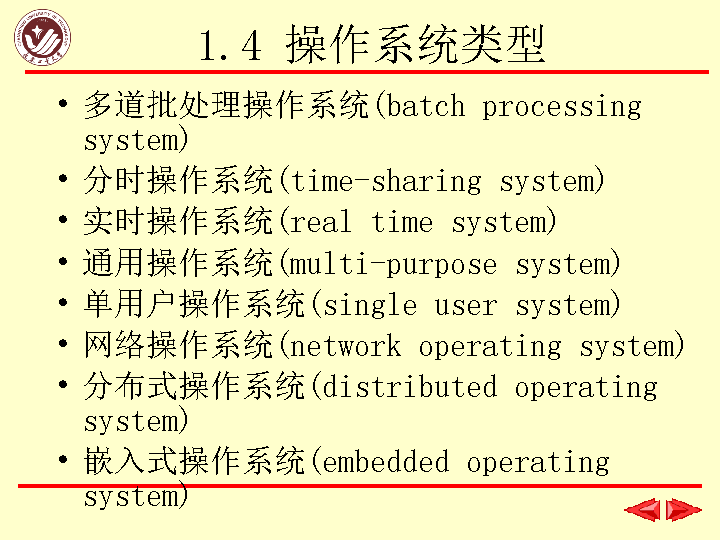 1.4 操作系统类型
• 多道批处理操作系统(batch processing
system)
• 分时操作系统(time-sharing system)
• 实时操作系统(real time system)
• 通用操作系统(multi-purpose system)
• 单用户操作系统(single user system)
• 网络操作系统(network operating system)
• 分布式操作系统(distributed operating
system)
• 嵌入式操作系统(embedded operating
system)